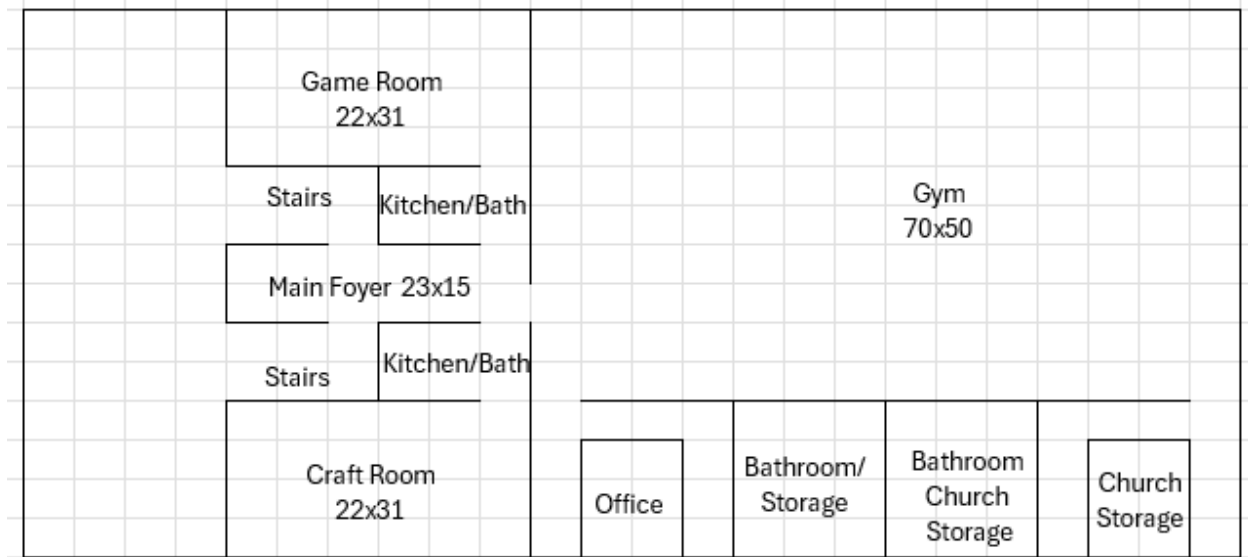 Game Room
22x31
Stairs
Kitchen/Bath
Gym
70x50
Main Foyer 23x15
Kitchen/Bath
Stairs
Craft Room
22x31
Office
Bathroom/
Storage
Bathroom
Church
Storage
Church
Storage